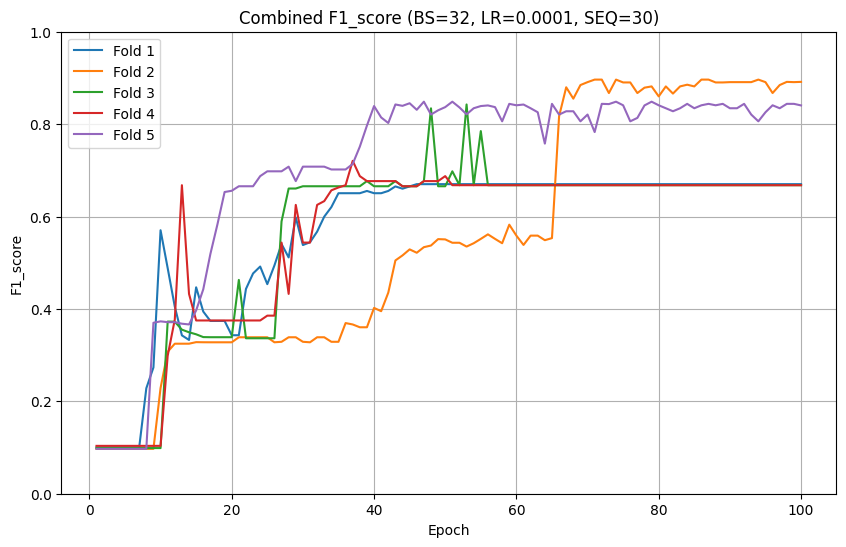 Combined F1_score (BS=32, LR=0.0001, SEQ=30)
Fold 1
Fold 2
Fold 3
Fold 4
Fold 5
F1_score
1.0
0.8
0.6
0.4
0.2
0.0
0 20 40 60 80 100
Epoch